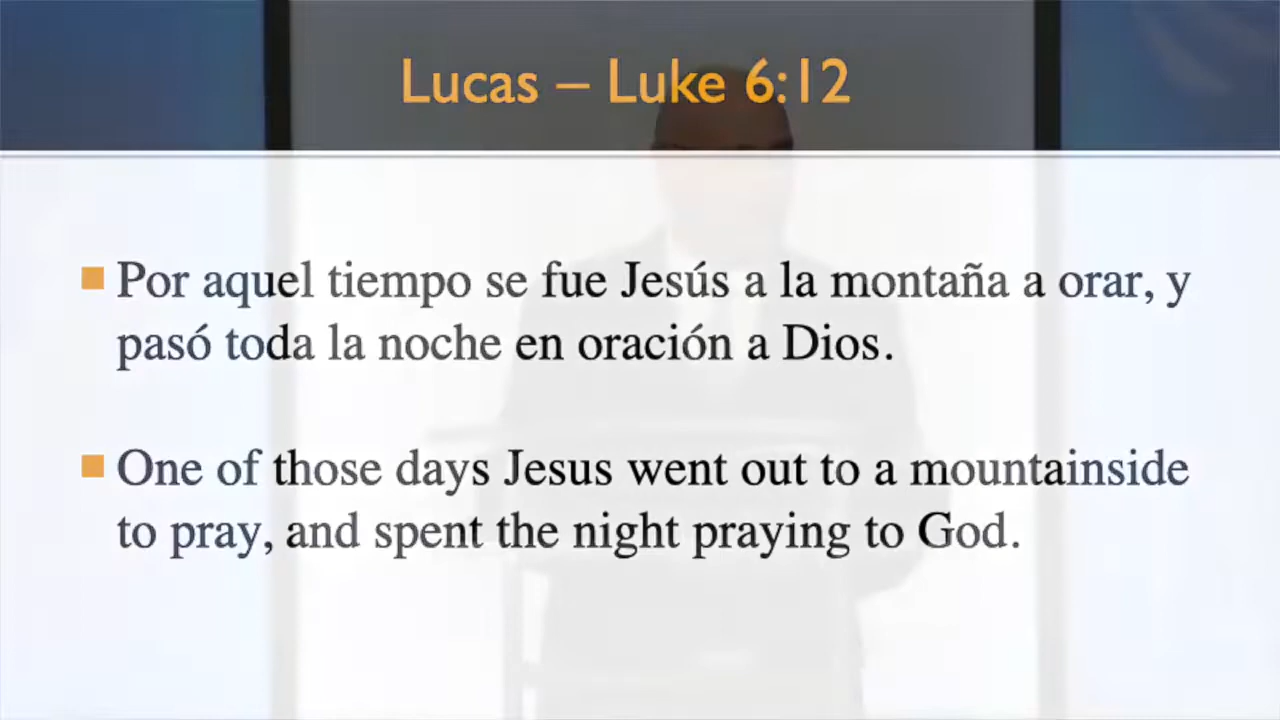 Lucas – Luke 6:12
Por aquel tiempo se fue Jesús a la montaña a orar, y
pasó toda la noche en oración a Dios.
One of those days Jesus went out to a mountainside
to pray, and spent the night praying to God.